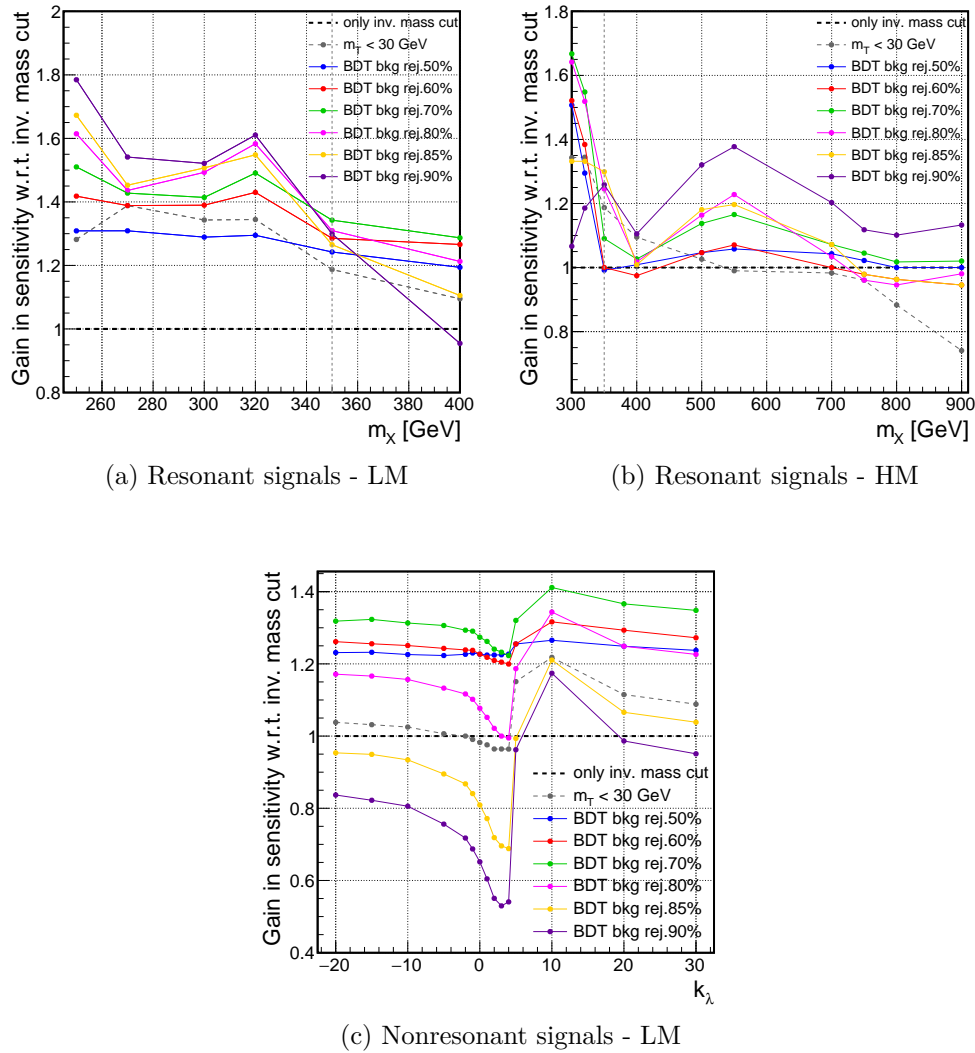 Gain in sensitivity w.r.t. inv. mass cut
2
1.8
1.6
1.4
1.2
1
0.8
only inv. mass cut
m_T < 30 GeV
BDT bkg rej.50%
BDT bkg rej.60%
BDT bkg rej.70%
BDT bkg rej.80%
BDT bkg rej.85%
BDT bkg rej.90%
260 280 300 320 340 360 380 400
m_X [GeV]
(a) Resonant signals - LM
Gain in sensitivity w.r.t. inv. mass cut
1.8
1.6
1.4
1.2
1.0
0.8
only inv. mass cut
m_T < 30 GeV
BDT bkg rej.50%
BDT bkg rej.60%
BDT bkg rej.70%
BDT bkg rej.80%
BDT bkg rej.85%
BDT bkg rej.90%
300 400 500 600 700 800 900
m_X [GeV]
(b) Resonant signals - HM
Gain in sensitivity w.r.t. inv. mass cut
1.4
1.2
1
0.8
0.6
0.4
only inv. mass cut
m_T < 30 GeV
BDT bkg rej.50%
BDT bkg rej.60%
BDT bkg rej.70%
BDT bkg rej.80%
BDT bkg rej.85%
BDT bkg rej.90%
−20 −10 0 10 20 30
k_λ
(c) Nonresonant signals - LM